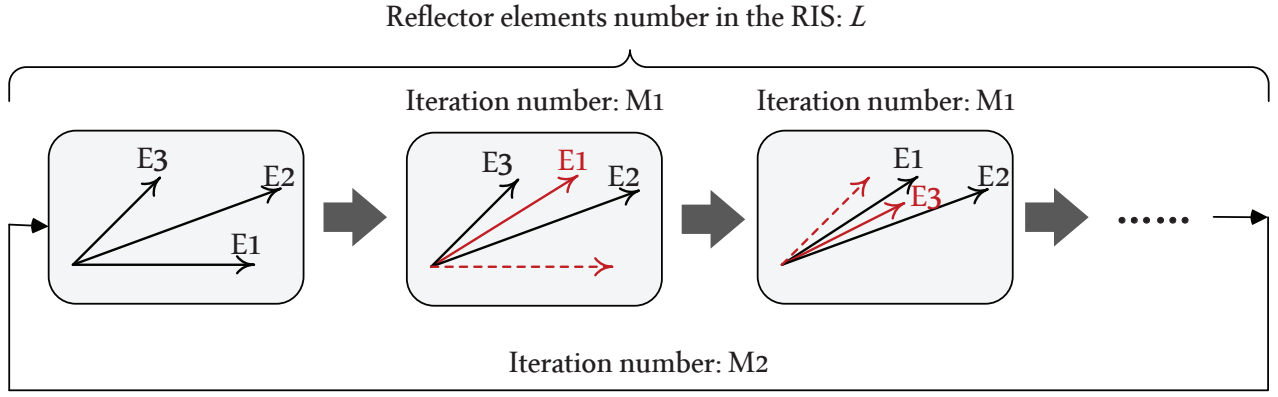 Reflector elements number in the RIS: L
Iteration number: M1
Iteration number: M1
E3
E2
E1
E3
E1
E2
E1
E2
E3
......
Iteration number: M2